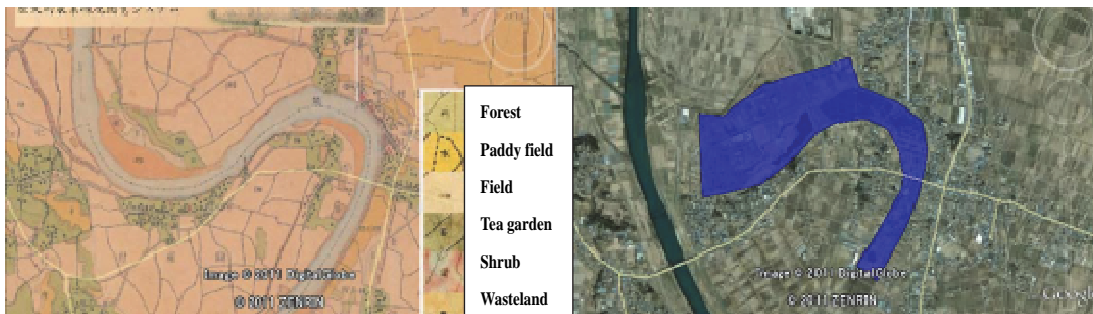 Forest
Paddy field
Field
Tea garden
Shrub
Wasteland
Image © 2011 DigitalGlobe
© 2011 ZENRIN
Image © 2011 DigitalGlobe
© 2011 ZENRIN
Google